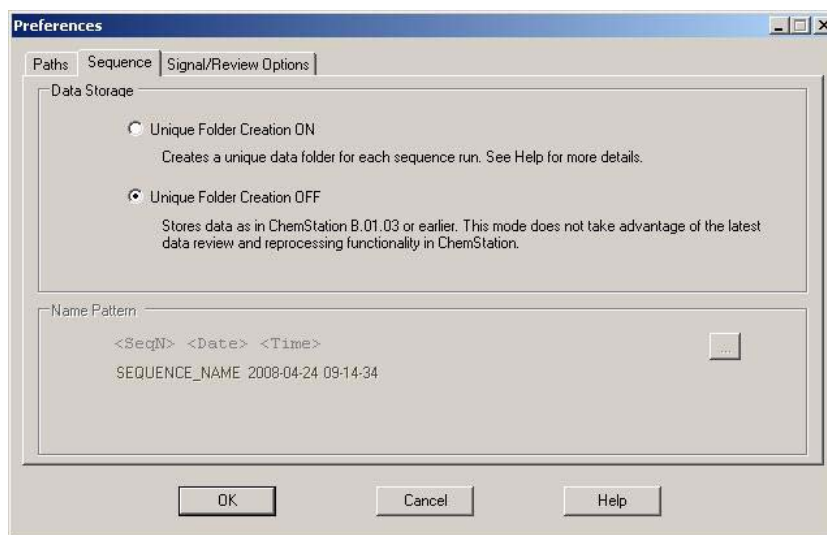 Preferences
Paths
Sequence
Signal/Review Options
Data Storage
Unique Folder Creation ON
Creates a unique data folder for each sequence run. See Help for more details.
Unique Folder Creation OFF
Stores data as in ChemStation B.01.03 or earlier. This mode does not take advantage of the latest
data review and reprocessing functionality in ChemStation.
Name Pattern
<SeqN> <Date> <Time>
...
SEQUENCE_NAME 2008-04-24 09-14-34
OK
Cancel
Help